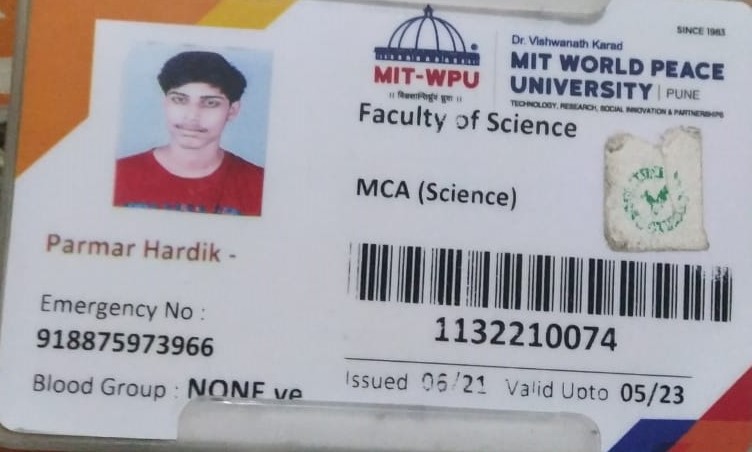 SINCE 1983
MIT-WPU
Dr. Vishwanath Karad
MIT WORLD PEACE
UNIVERSITY | PUNE
TECHNOLOGY, RESEARCH, SOCIAL INNOVATION & PARTNERSHIPS
Faculty of Science
MCA (Science)
Parmar Hardik -
Emergency No :
918875973966
Blood Group : NONE ve
1132210074
Issued 06/21 Valid Upto 05/23